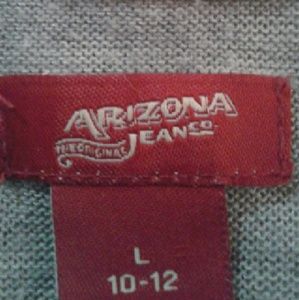 ARIZONA
THE ORIGINAL JEAN CO
L
10-12